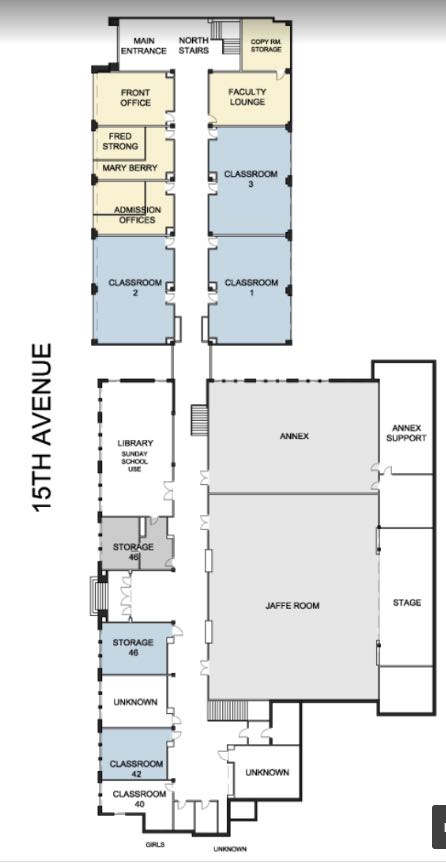 MAIN
ENTRANCE
NORTH
STAIRS
COPY RM.
STORAGE
FRONT
OFFICE
FACULTY
LOUNGE
FRED
STRONG
MARY BERRY
CLASSROOM
3
ADMISSION
OFFICES
CLASSROOM
2
CLASSROOM
1
15TH AVENUE
LIBRARY
SUNDAY
SCHOOL
USE
ANNEX
ANNEX
SUPPORT
STORAGE
46
JAFFE ROOM
STAGE
STORAGE
46
UNKNOWN
CLASSROOM
42
UNKNOWN
CLASSROOM
40
GIRLS
UNKNOWN